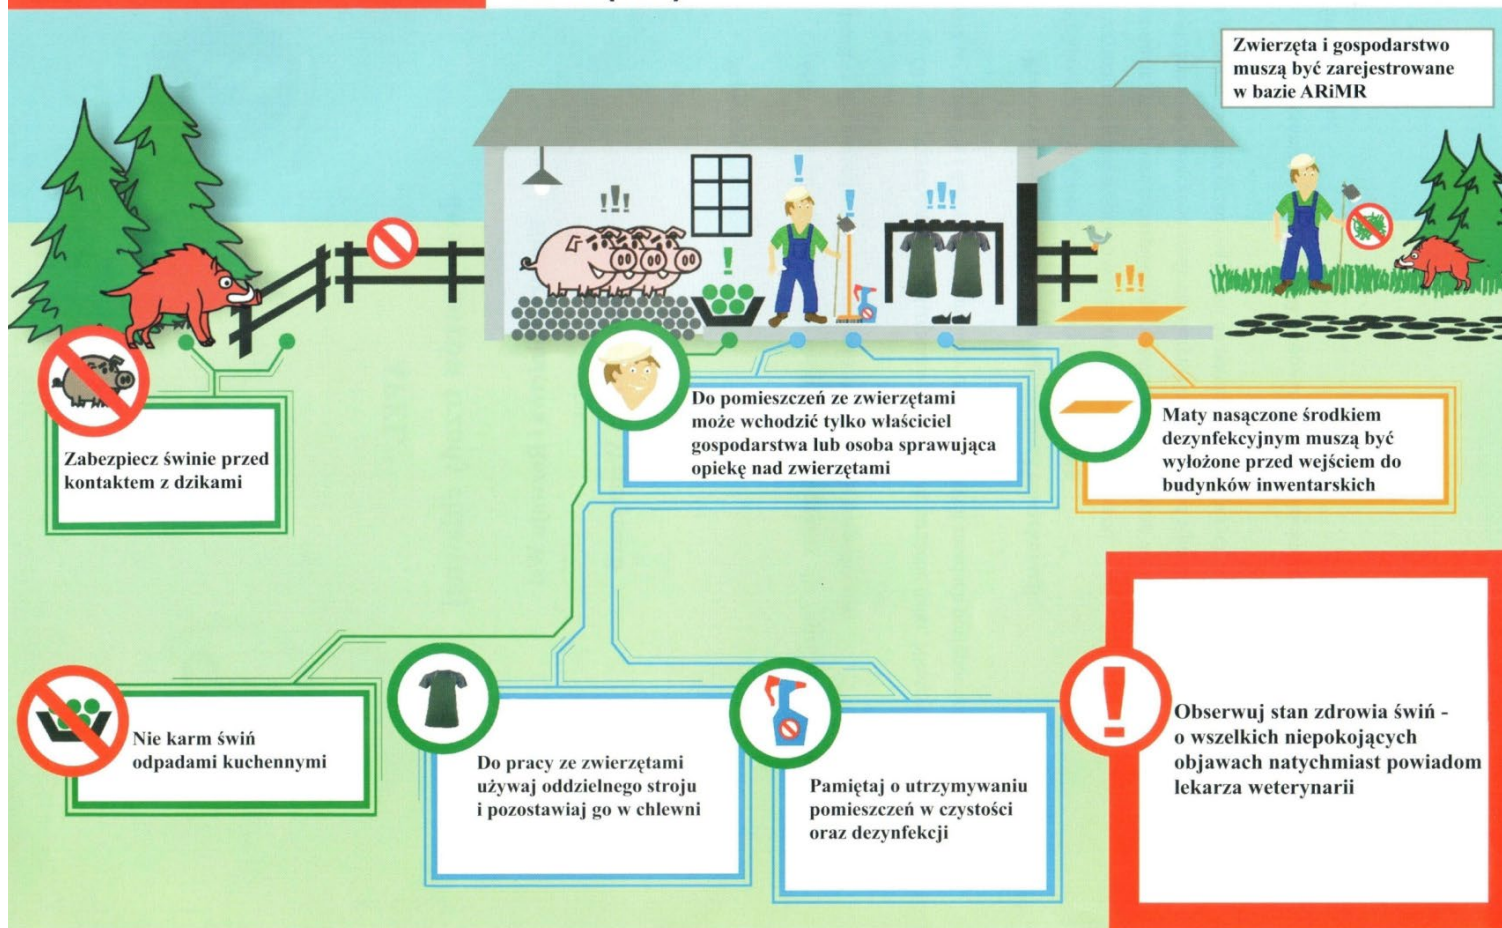 Zwierzęta i gospodarstwo
muszą być zarejestrowane
w bazie ARiMR
Zabezpiecz świnie przed
kontaktem z dzikami
Do pomieszczeń ze zwierzętami
może wchodzić tylko właściciel
gospodarstwa lub osoba sprawująca
opiekę nad zwierzętami
Maty nasączone środkiem
dezynfekcyjnym muszą być
wyłożone przed wejściem do
budynków inwentarskich
Nie karm świń
odpadami kuchennymi
Do pracy ze zwierzętami
używaj oddzielnego stroju
i pozostawiaj go w chlewni
Pamiętaj o utrzymywaniu
pomieszczeń w czystości
oraz dezynfekcji
Obserwuj stan zdrowia świń -
o wszelkich niepokojących
objawach natychmiast powiadom
lekarza weterynarii